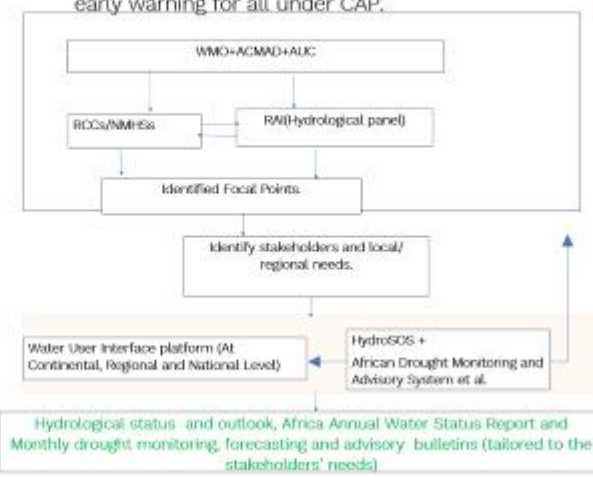 early warning for all under CAP.
WMO+ACMAD+AUC
RCCs/NMHSs
RAI(Hydrological panel)
Identified Focal Points.
Identify stakeholders and local/
regional needs.
Water User Interface platform (At
Continental, Regional and National Level)
HydroSOS +
African Drought Monitoring and
Advisory System et al.
Hydrological status and outlook, Africa Annual Water Status Report and
Monthly drought monitoring, forecasting and advisory bulletins (tailored to the
stakeholders' needs)